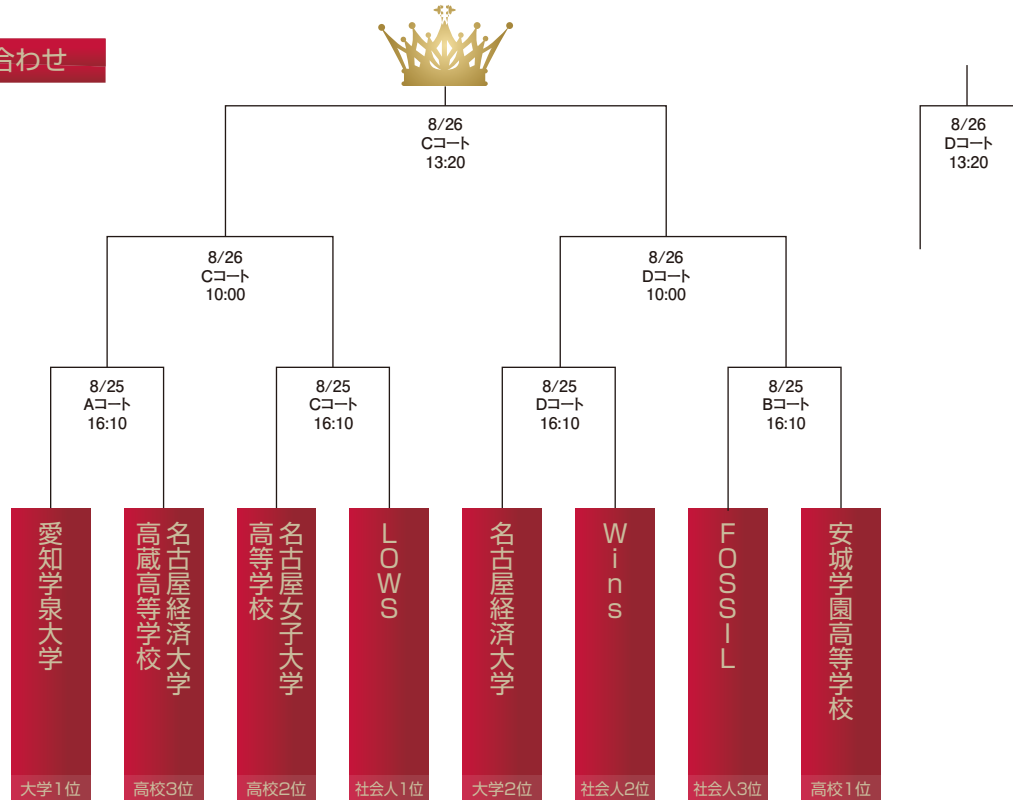 合わせ
8/26
Cコート
13:20
8/26
Dコート
13:20
8/26
Cコート
10:00
8/26
Dコート
10:00
8/25
Aコート
16:10
8/25
Cコート
16:10
8/25
Dコート
16:10
8/25
Bコート
16:10
愛知学泉大学
名古屋経済大学
高蔵高等学校
名古屋女子大学
高等学校
LOWS
名古屋経済大学
Wins
FOSSIL
安城学園高等学校
大学1位
高校3位
高校2位
社会人1位
大学2位
社会人2位
社会人3位
高校1位